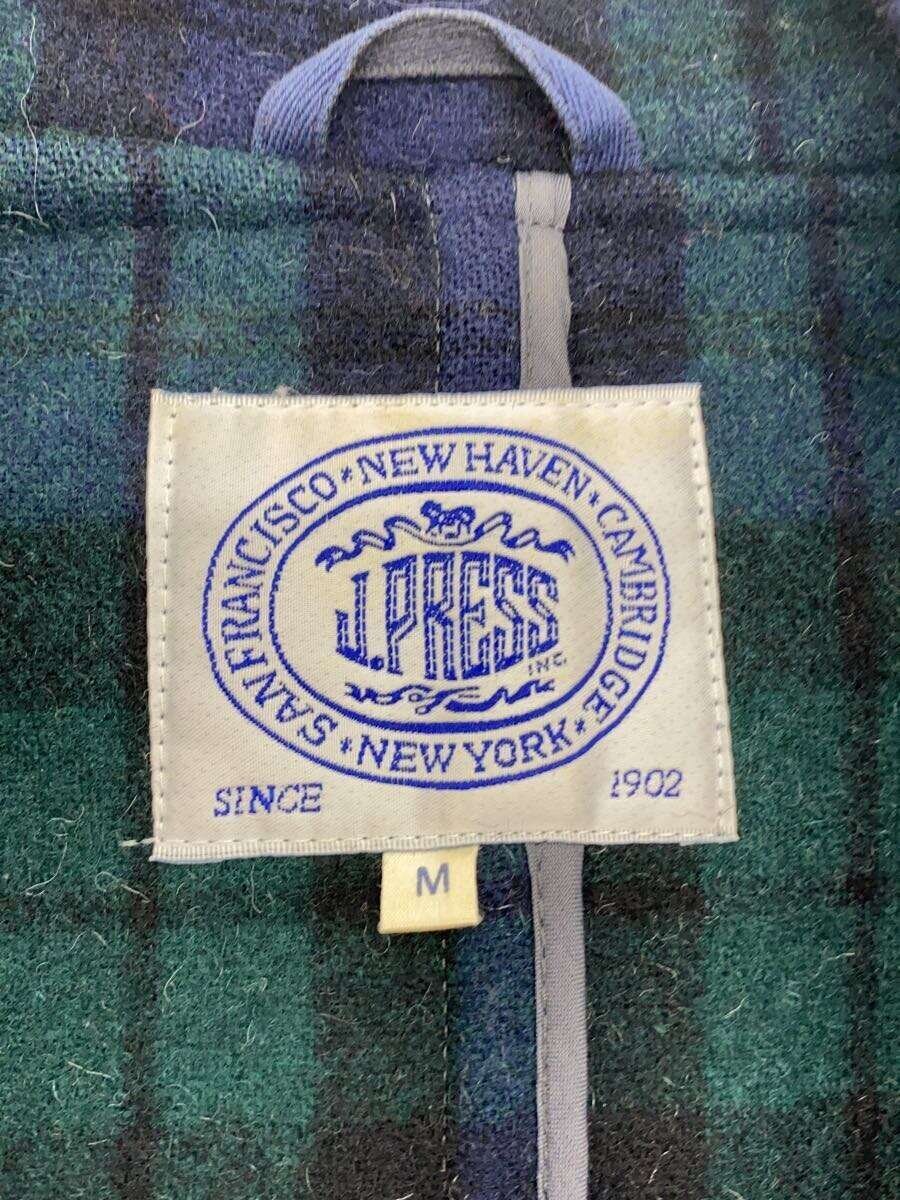 SAN FRANCISCO * NEW HAVEN * CAMBRIDGE * NEW YORK *
J. PRESS
INC.
SINCE 1902
M